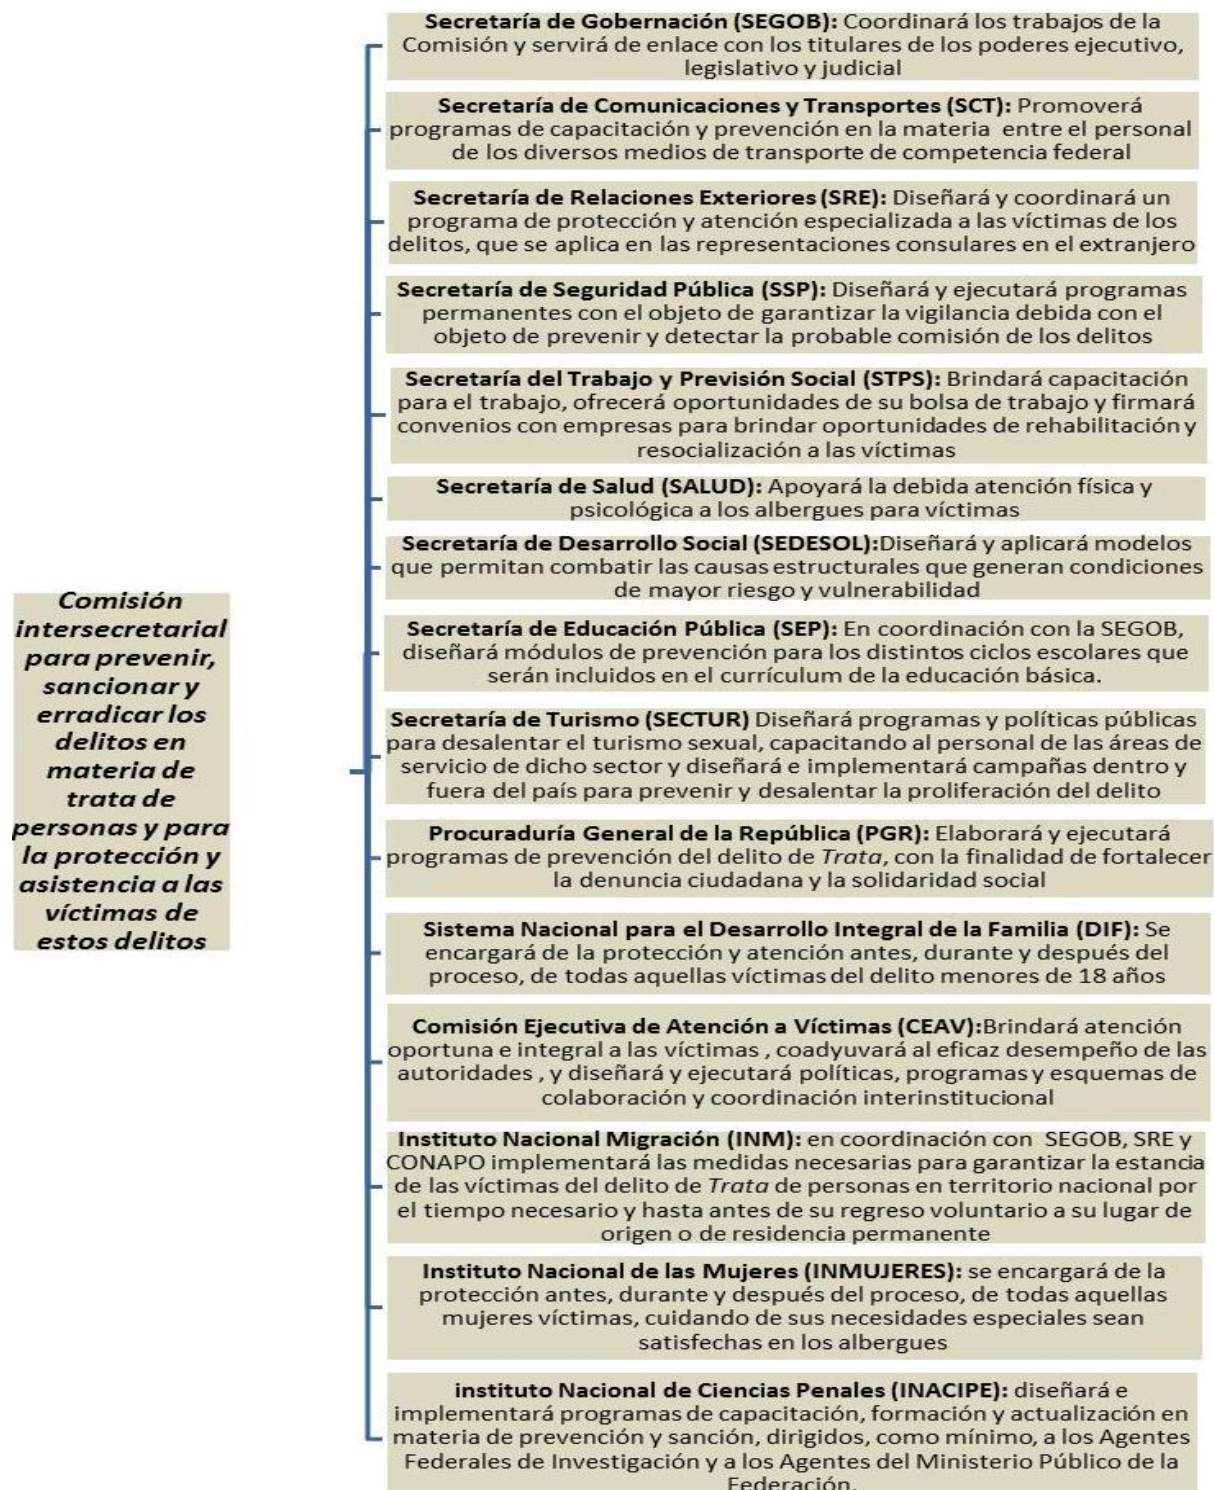 Comisión
intersecretarial
para prevenir,
sancionar y
erradicar los
delitos en
materia de
trata de
personas y para
la protección y
asistencia a las
víctimas de
estos delitos
Secretaría de Gobernación (SEGOB): Coordinará los trabajos de la
Comisión y servirá de enlace con los titulares de los poderes ejecutivo,
legislativo y judicial
Secretaría de Comunicaciones y Transportes (SCT): Promoverá
programas de capacitación y prevención en la materia entre el personal
de los diversos medios de transporte de competencia federal
Secretaría de Relaciones Exteriores (SRE): Diseñará y coordinará un
programa de protección y atención especializada a las víctimas de los
delitos, que se aplica en las representaciones consulares en el extranjero
Secretaría de Seguridad Pública (SSP): Diseñará y ejecutará programas
permanentes con el objeto de garantizar la vigilancia debida con el
objeto de prevenir y detectar la probable comisión de los delitos
Secretaría del Trabajo y Previsión Social (STPS): Brindará capacitación
para el trabajo, ofrecerá oportunidades de su bolsa de trabajo y firmará
convenios con empresas para brindar oportunidades de rehabilitación y
resocialización a las víctimas
Secretaría de Salud (SALUD): Apoyará la debida atención física y
psicológica a los albergues para víctimas
Secretaría de Desarrollo Social (SEDESOL):Diseñará y aplicará modelos
que permitan combatir las causas estructurales que generan condiciones
de mayor riesgo y vulnerabilidad
Secretaría de Educación Pública (SEP): En coordinación con la SEGOB,
diseñará módulos de prevención para los distintos ciclos escolares que
serán incluidos en el currículum de la educación básica.
Secretaría de Turismo (SECTUR) Diseñará programas y políticas públicas
para desalentar el turismo sexual, capacitando al personal de las áreas de
servicio de dicho sector y diseñará e implementará campañas dentro y
fuera del país para prevenir y desalentar la proliferación del delito
Procuraduría General de la República (PGR): Elaborará y ejecutará
programas de prevención del delito de Trata, con la finalidad de fortalecer
la denuncia ciudadana y la solidaridad social
Sistema Nacional para el Desarrollo Integral de la Familia (DIF): Se
encargará de la protección y atención antes, durante y después del
proceso, de todas aquellas víctimas del delito menores de 18 años
Comisión Ejecutiva de Atención a Víctimas (CEAV):Brindará atención
oportuna e integral a las víctimas , coadyuvará al eficaz desempeño de las
autoridades , y diseñará y ejecutará políticas, programas y esquemas de
colaboración y coordinación interinstitucional
Instituto Nacional Migración (INM): en coordinación con SEGOB, SRE y
CONAPO implementará las medidas necesarias para garantizar la estancia
de las víctimas del delito de Trata de personas en territorio nacional por
el tiempo necesario y hasta antes de su regreso voluntario a su lugar de
origen o de residencia permanente
Instituto Nacional de las Mujeres (INMUJERES): se encargará de la
protección antes, durante y después del proceso, de todas aquellas
mujeres víctimas, cuidando de sus necesidades especiales sean
satisfechas en los albergues
instituto Nacional de Ciencias Penales (INACIPE): diseñará e
implementará programas de capacitación, formación y actualización en
materia de prevención y sanción, dirigidos, como mínimo, a los Agentes
Federales de Investigación y a los Agentes del Ministerio Público de la
Federación.